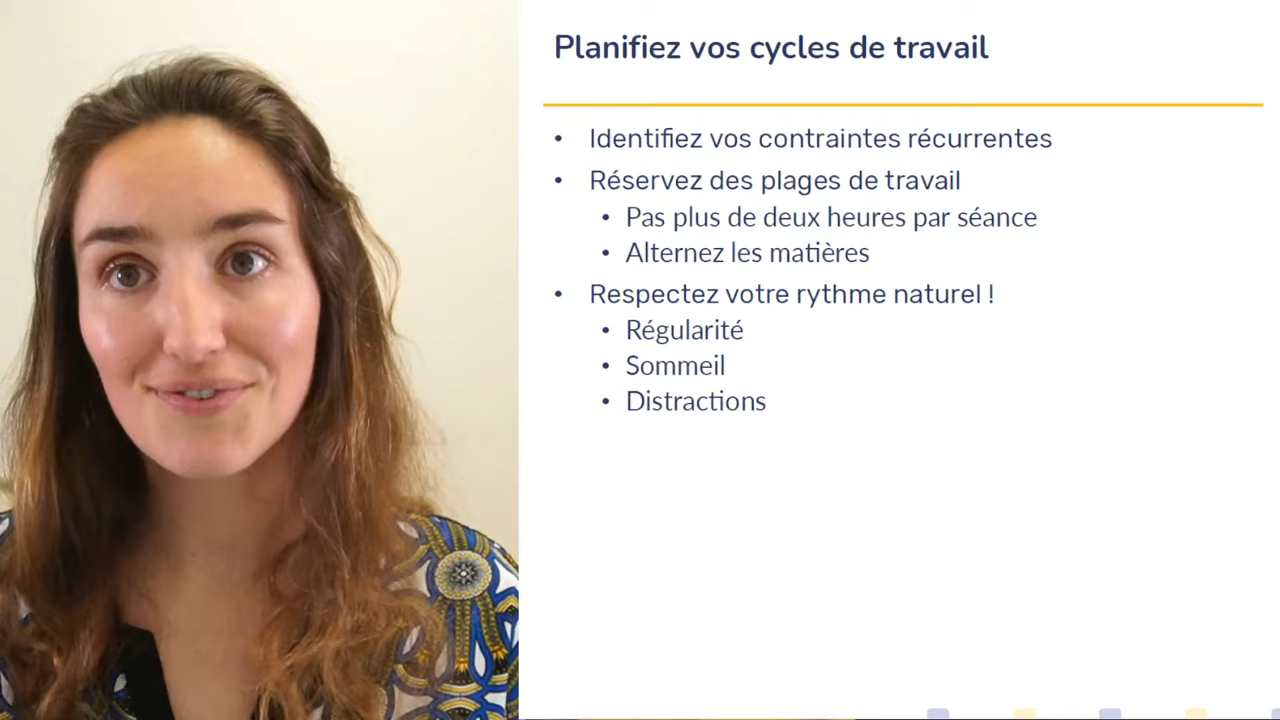 Planifiez vos cycles de travail
• Identifiez vos contraintes récurrentes
• Réservez des plages de travail
• Pas plus de deux heures par séance
• Alternez les matières
• Respectez votre rythme naturel !
• Régularité
• Sommeil
• Distractions